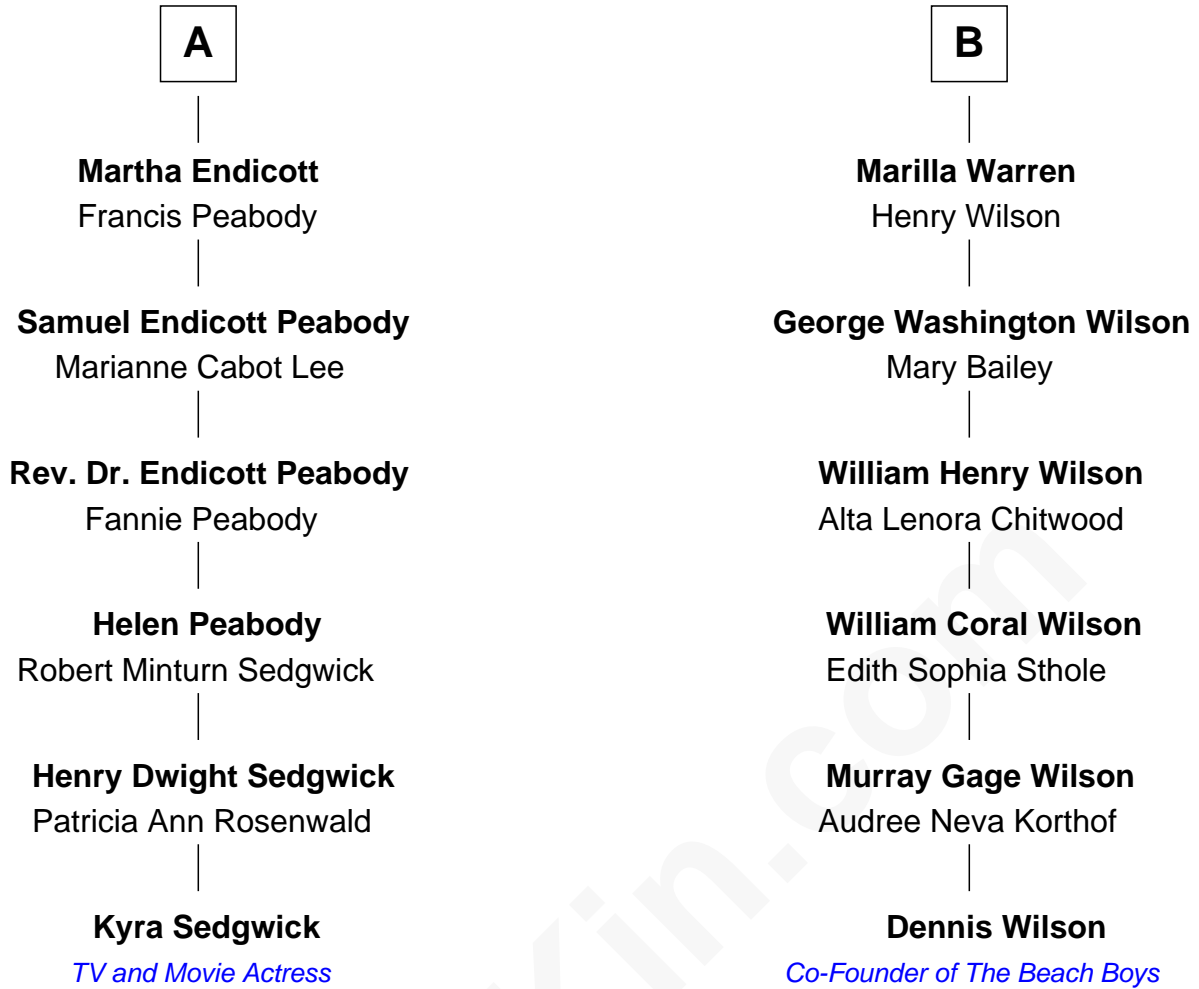 A
Martha Endicott
Francis Peabody
Samuel Endicott Peabody
Marianne Cabot Lee
Rev. Dr. Endicott Peabody
Fannie Peabody
Helen Peabody
Robert Minturn Sedgwick
Henry Dwight Sedgwick
Patricia Ann Rosenwald
Kyra Sedgwick
TV and Movie Actress
B
Marilla Warren
Henry Wilson
George Washington Wilson
Mary Bailey
William Henry Wilson
Alta Lenora Chitwood
William Coral Wilson
Edith Sophia Sthole
Murray Gage Wilson
Audree Neva Korthof
Dennis Wilson
Co-Founder of The Beach Boys
Kin.com